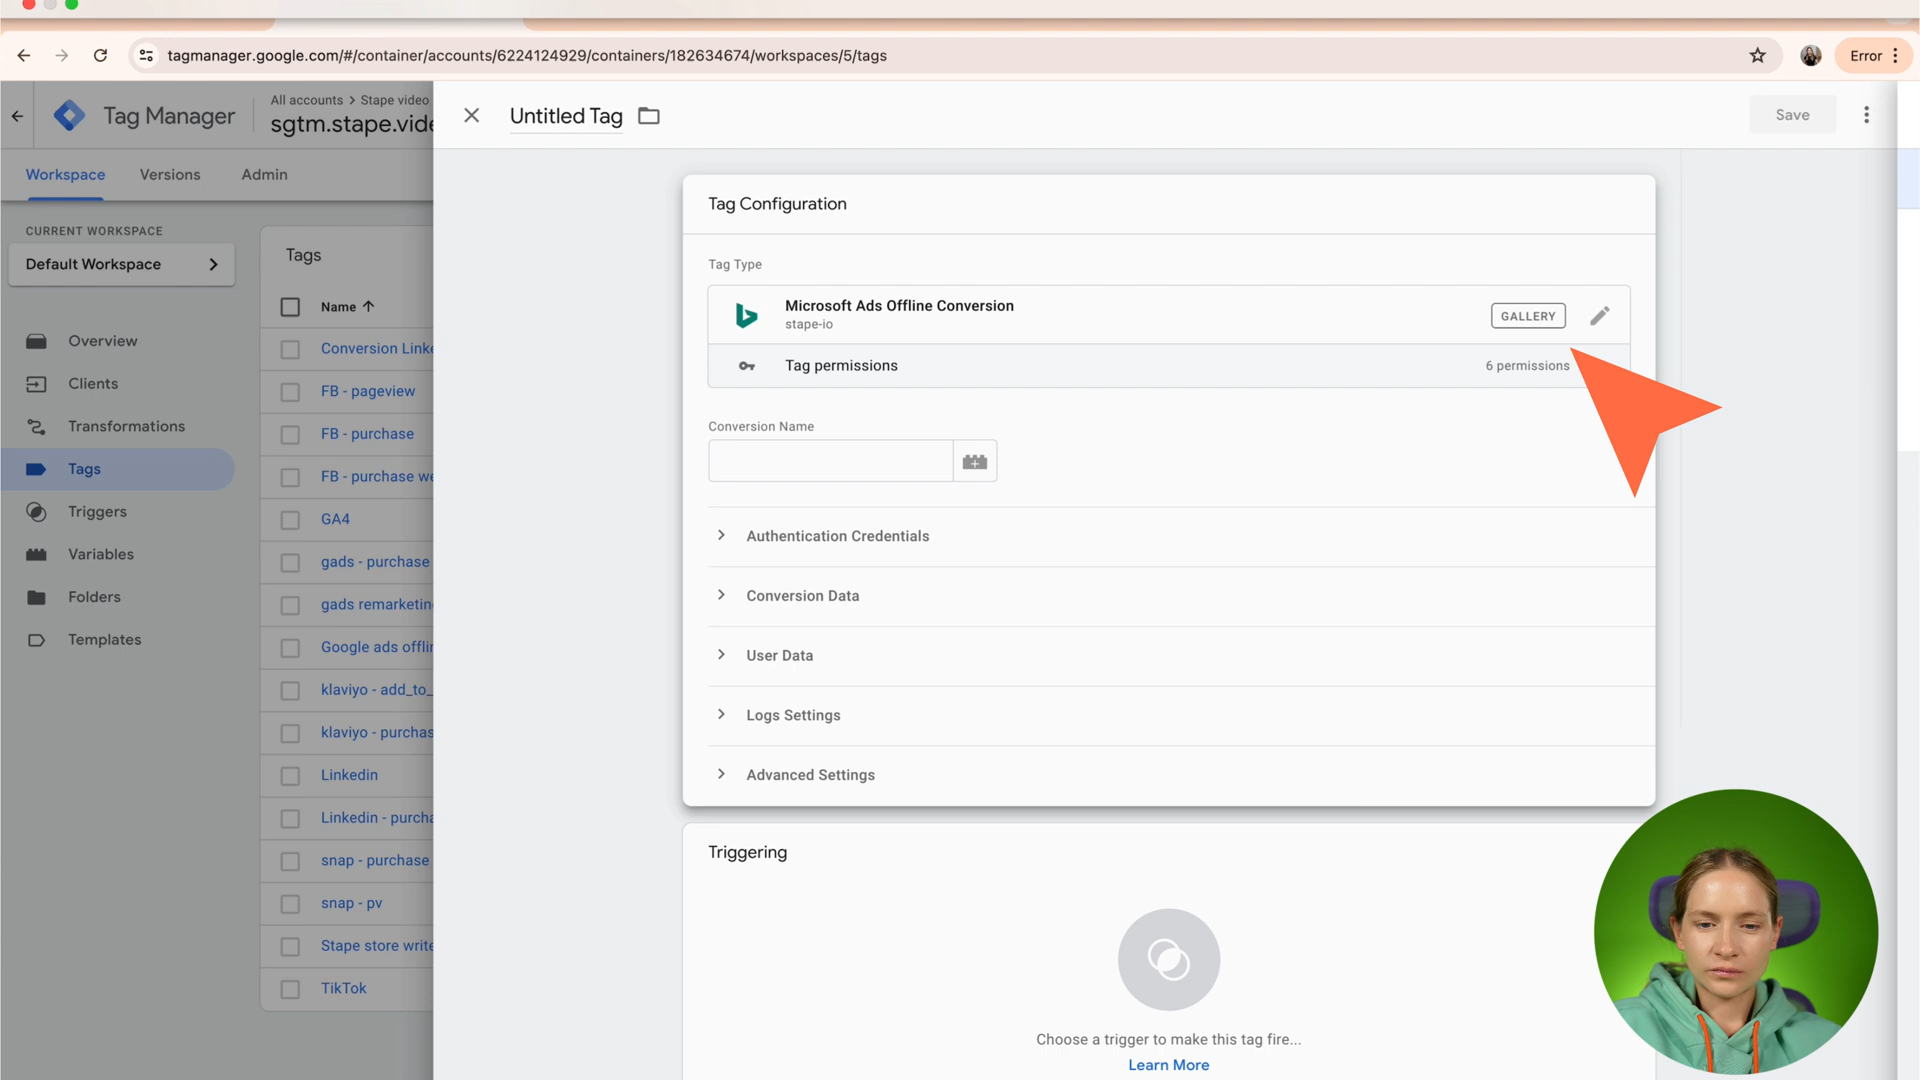 tagmanager.google.com/#/container/accounts/6224124929/containers/182634674/workspaces/5/tags
Error
Tag Manager
All accounts > Stape video
sgtm.stape.vide
Untitled Tag
Save
Workspace
Versions
Admin
CURRENT WORKSPACE
Default Workspace
Overview
Clients
Transformations
Tags
Triggers
Variables
Folders
Templates
Tags
Name
Conversion Linke
FB - pageview
FB - purchase
FB - purchase we
GA4
gads - purchase
gads remarketin
Google ads offli
klaviyo - add_to_
klaviyo - purchas
Linkedin
Linkedin - purcha
snap - purchase
snap - pv
Stape store write
TikTok
Tag Configuration
Tag Type
Microsoft Ads Offline Conversion
stape-io
GALLERY
Tag permissions
6 permissions
Conversion Name
Authentication Credentials
Conversion Data
User Data
Logs Settings
Advanced Settings
Triggering
Choose a trigger to make this tag fire...
Learn More